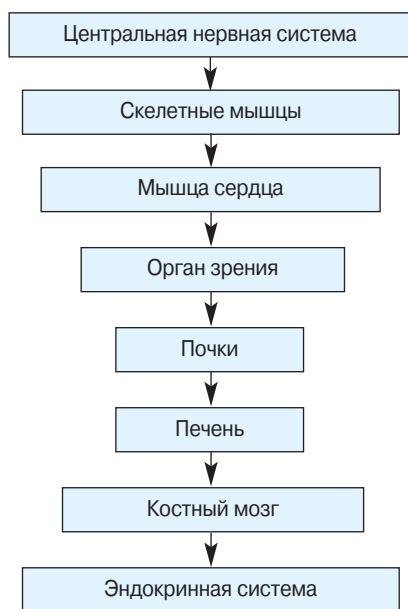 Центральная нервная система
Скелетные мышцы
Мышца сердца
Орган зрения
Почки
Печень
Костный мозг
Эндокринная система